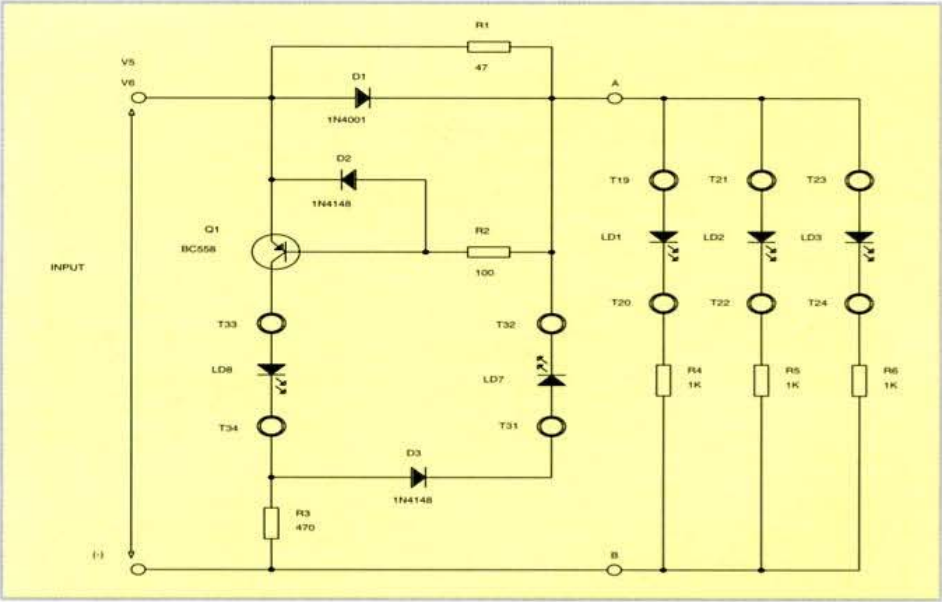 R1
47
V5
V6
D1
1N4001
A
D2
1N4148
T19
T21
T23
Q1
BC558
R2
100
LD1
LD2
LD3
INPUT
T20
T22
T24
T33
T32
LD8
LD7
R4
1K
R5
1K
R6
1K
T34
T31
D3
1N4148
R3
470
(-)
B